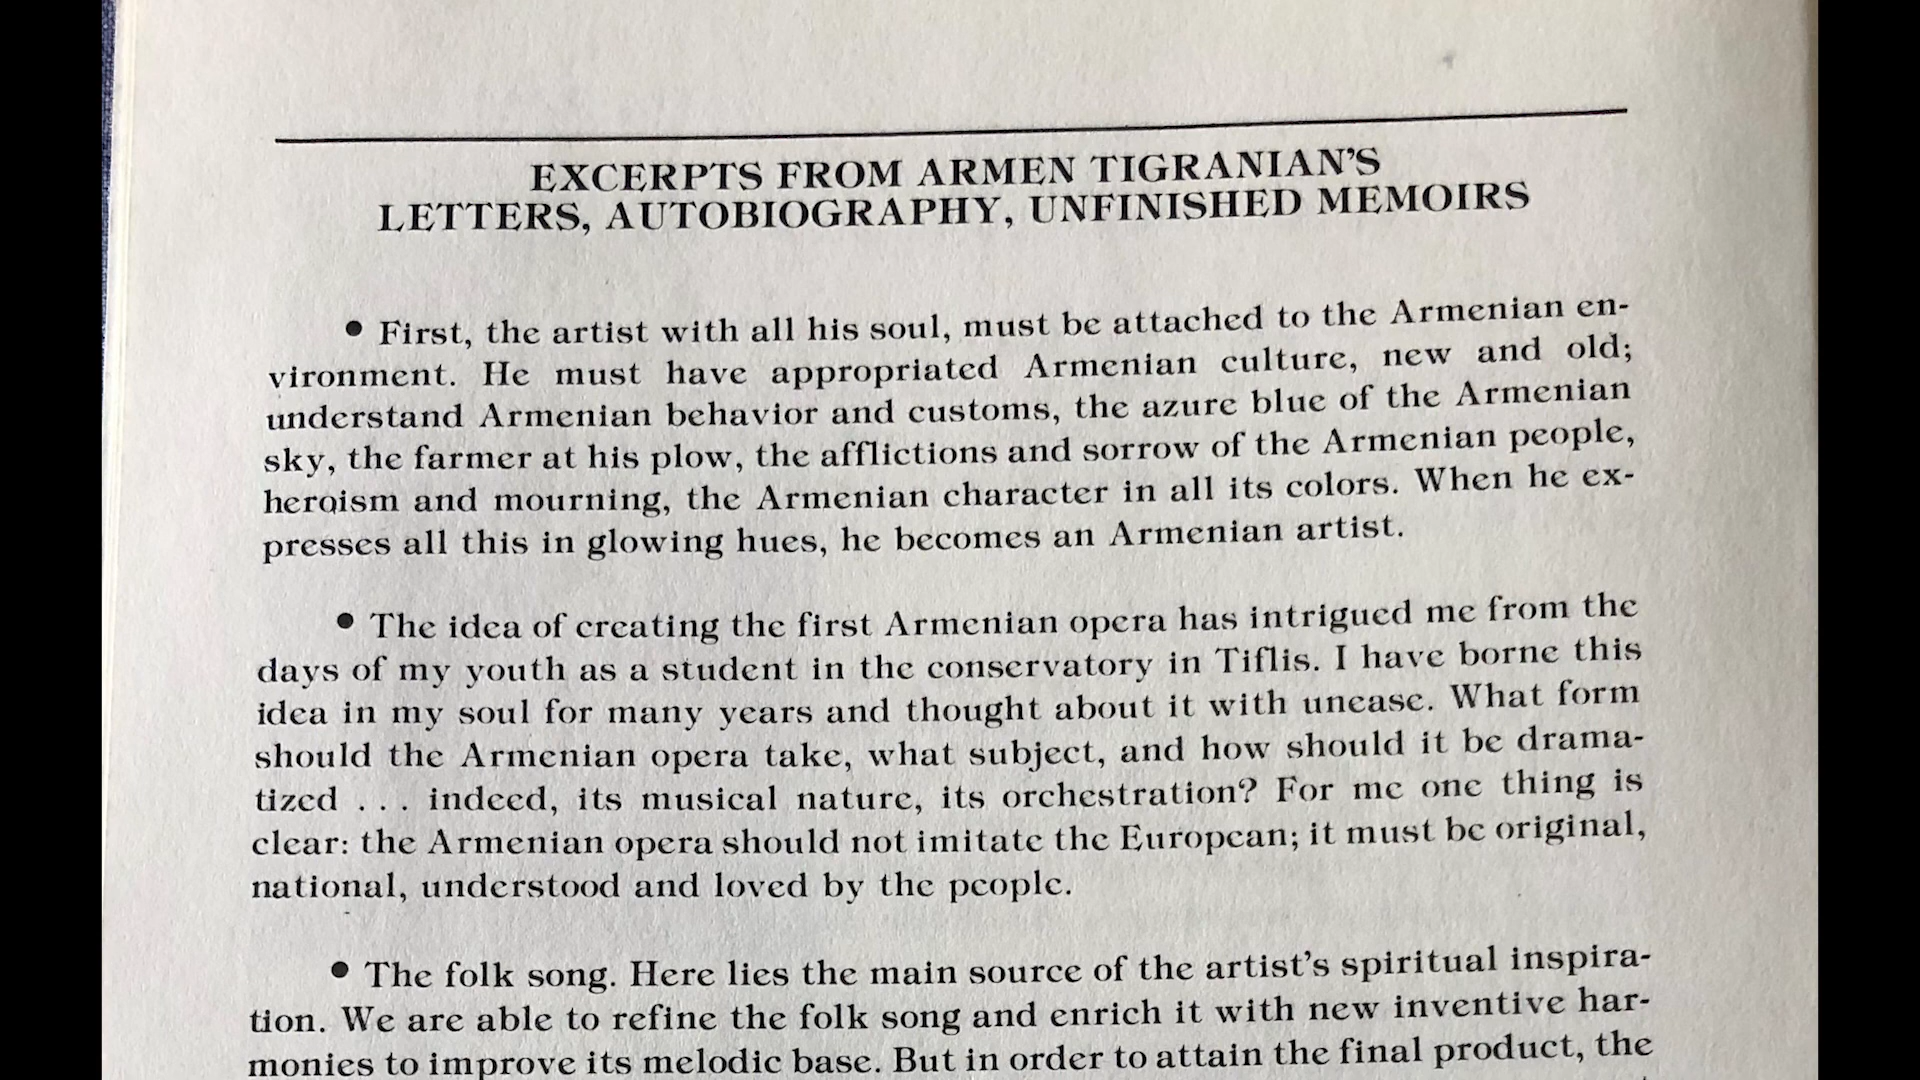 EXCERPTS FROM ARMEN TIGRANIAN'S
LETTERS, AUTOBIOGRAPHY, UNFINISHED MEMOIRS
• First, the artist with all his soul, must be attached to the Armenian en-
vironment. He must have appropriated Armenian culture, new and old;
understand Armenian behavior and customs, the azure blue of the Armenian
sky, the farmer at his plow, the afflictions and sorrow of the Armenian people,
heroism and mourning, the Armenian character in all its colors. When he ex-
presses all this in glowing hues, he becomes an Armenian artist.
• The idea of creating the first Armenian opera has intrigued me from the
days of my youth as a student in the conservatory in Tiflis. I have borne this
idea in my soul for many years and thought about it with unease. What form
should the Armenian opera take, what subject, and how should it be drama-
tized . . . indeed, its musical nature, its orchestration? For me one thing is
clear: the Armenian opera should not imitate the European; it must be original,
national, understood and loved by the people.
• The folk song. Here lies the main source of the artist's spiritual inspira-
tion. We are able to refine the folk song and enrich it with new inventive har-
monies to improve its melodic base. But in order to attain the final product, the